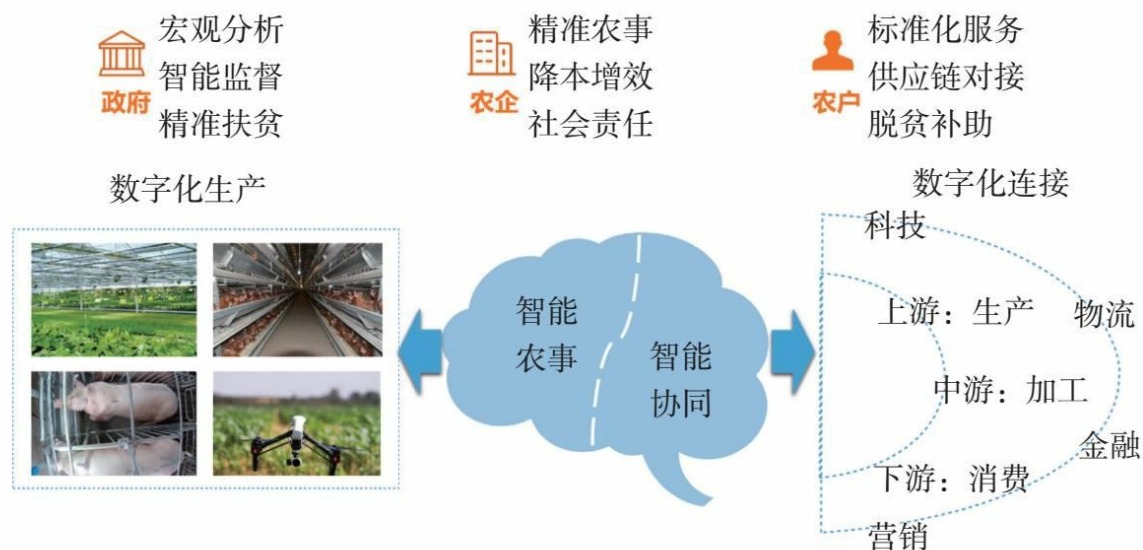 宏观分析
智能监督
精准扶贫
政府
精准农事
降本增效
社会责任
农企
标准化服务
供应链对接
脱贫补助
农户
数字化生产
数字化连接
智能
农事
智能
协同
科技
上游：生产
物流
中游：加工
金融
下游：消费
营销